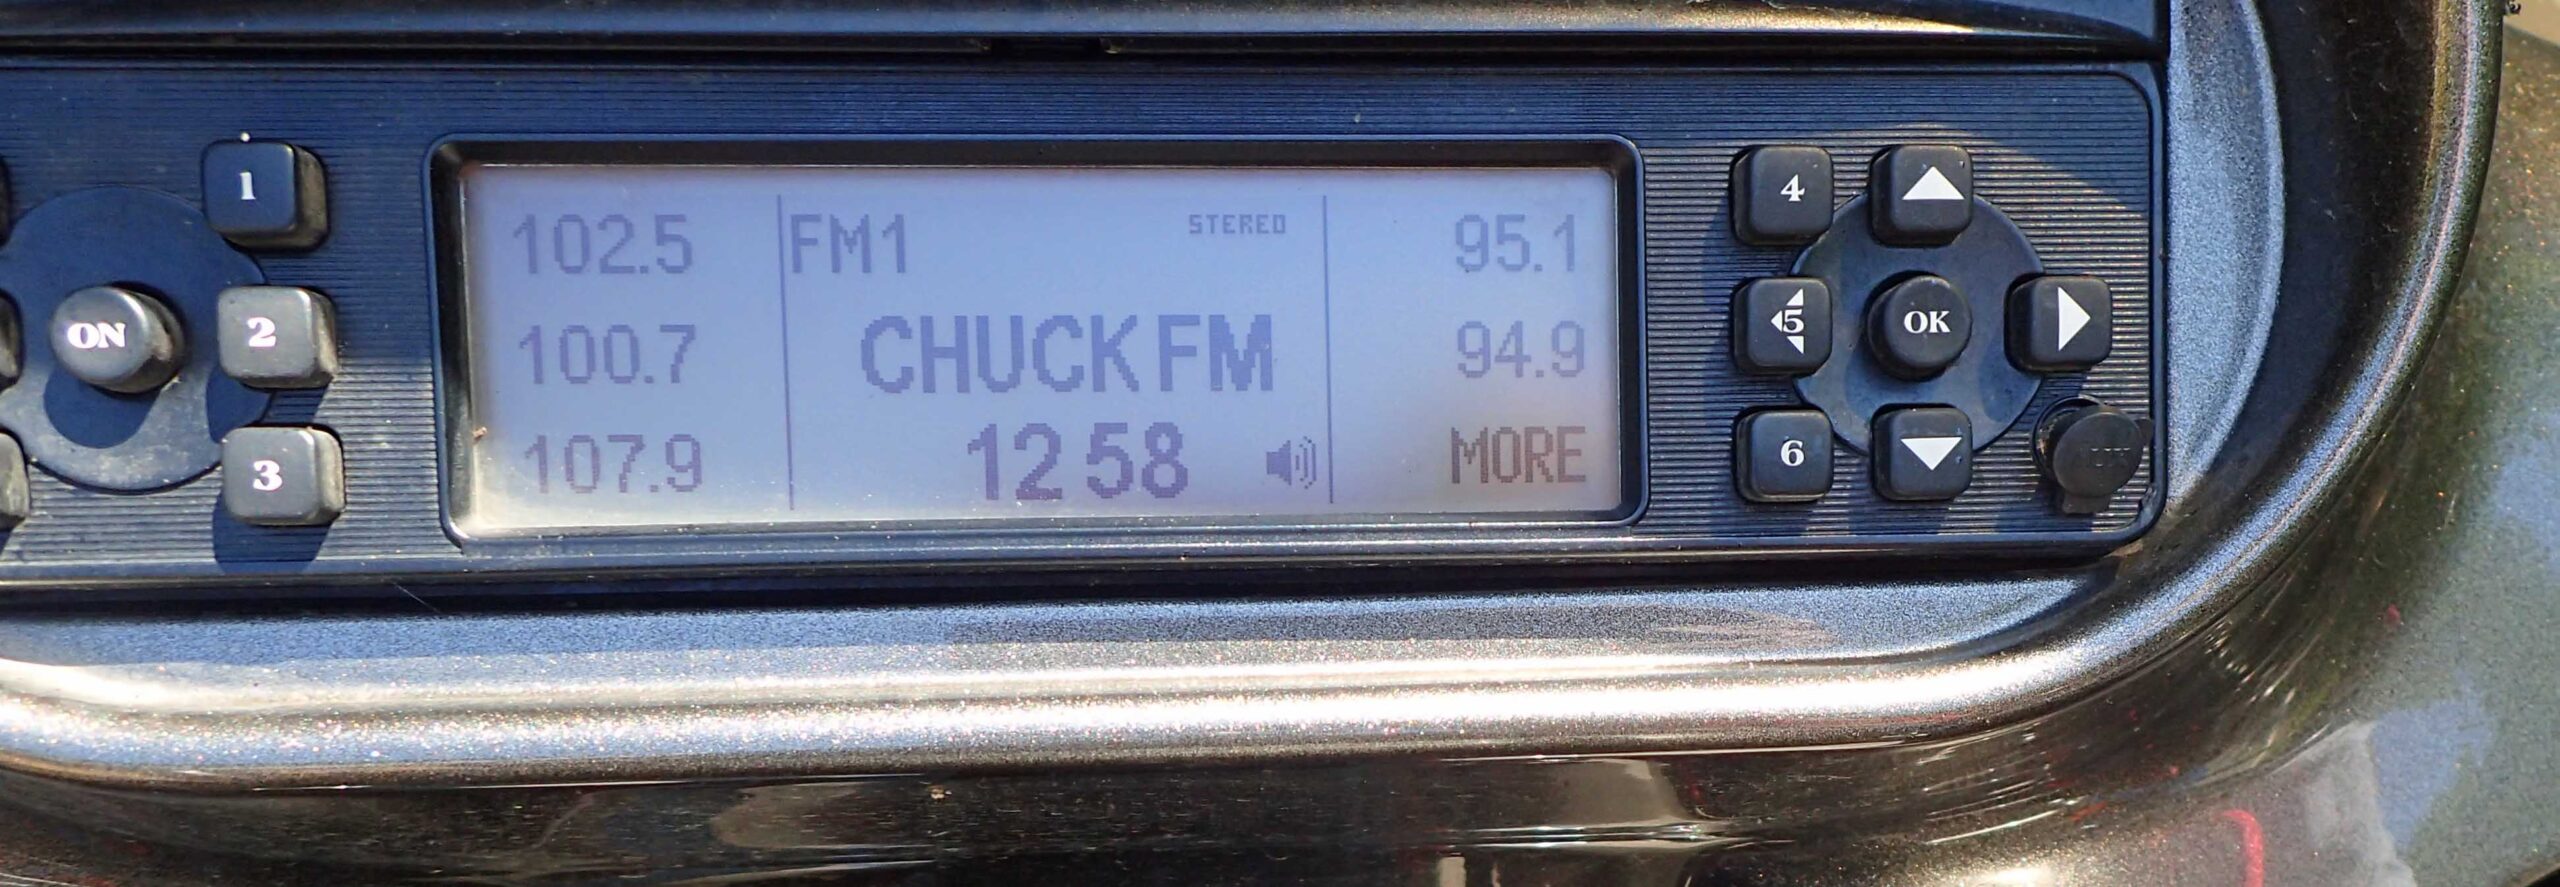 1
ON
2
3
102.5
100.7
107.9
FM1
STEREO
CHUCK FM
12 58
95.1
94.9
MORE
4
5
OK
6
AUX